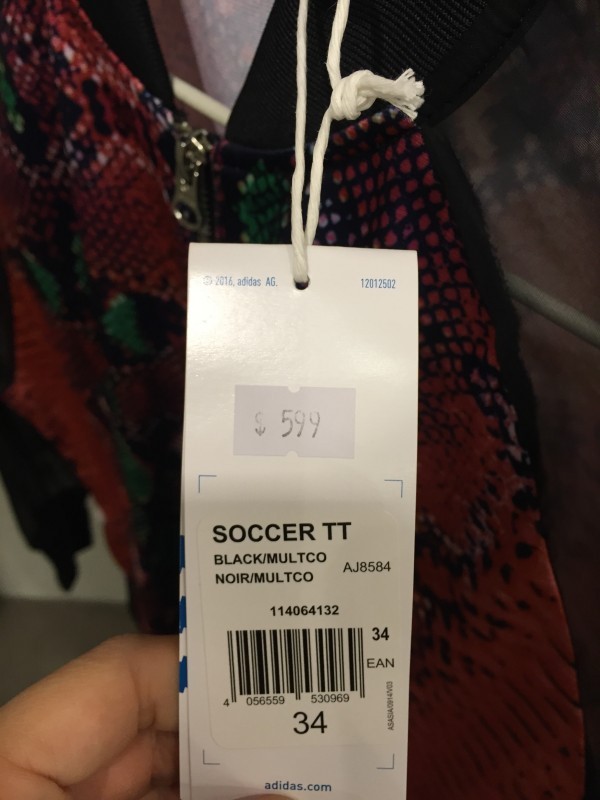 © 2016, adidas AG.
12012502
$ 599
SOCCER TT
BLACK/MULTCO
NOIR/MULTCO
AJ8584
114064132
34
EAN
4 056559 530969
34
adidas.com